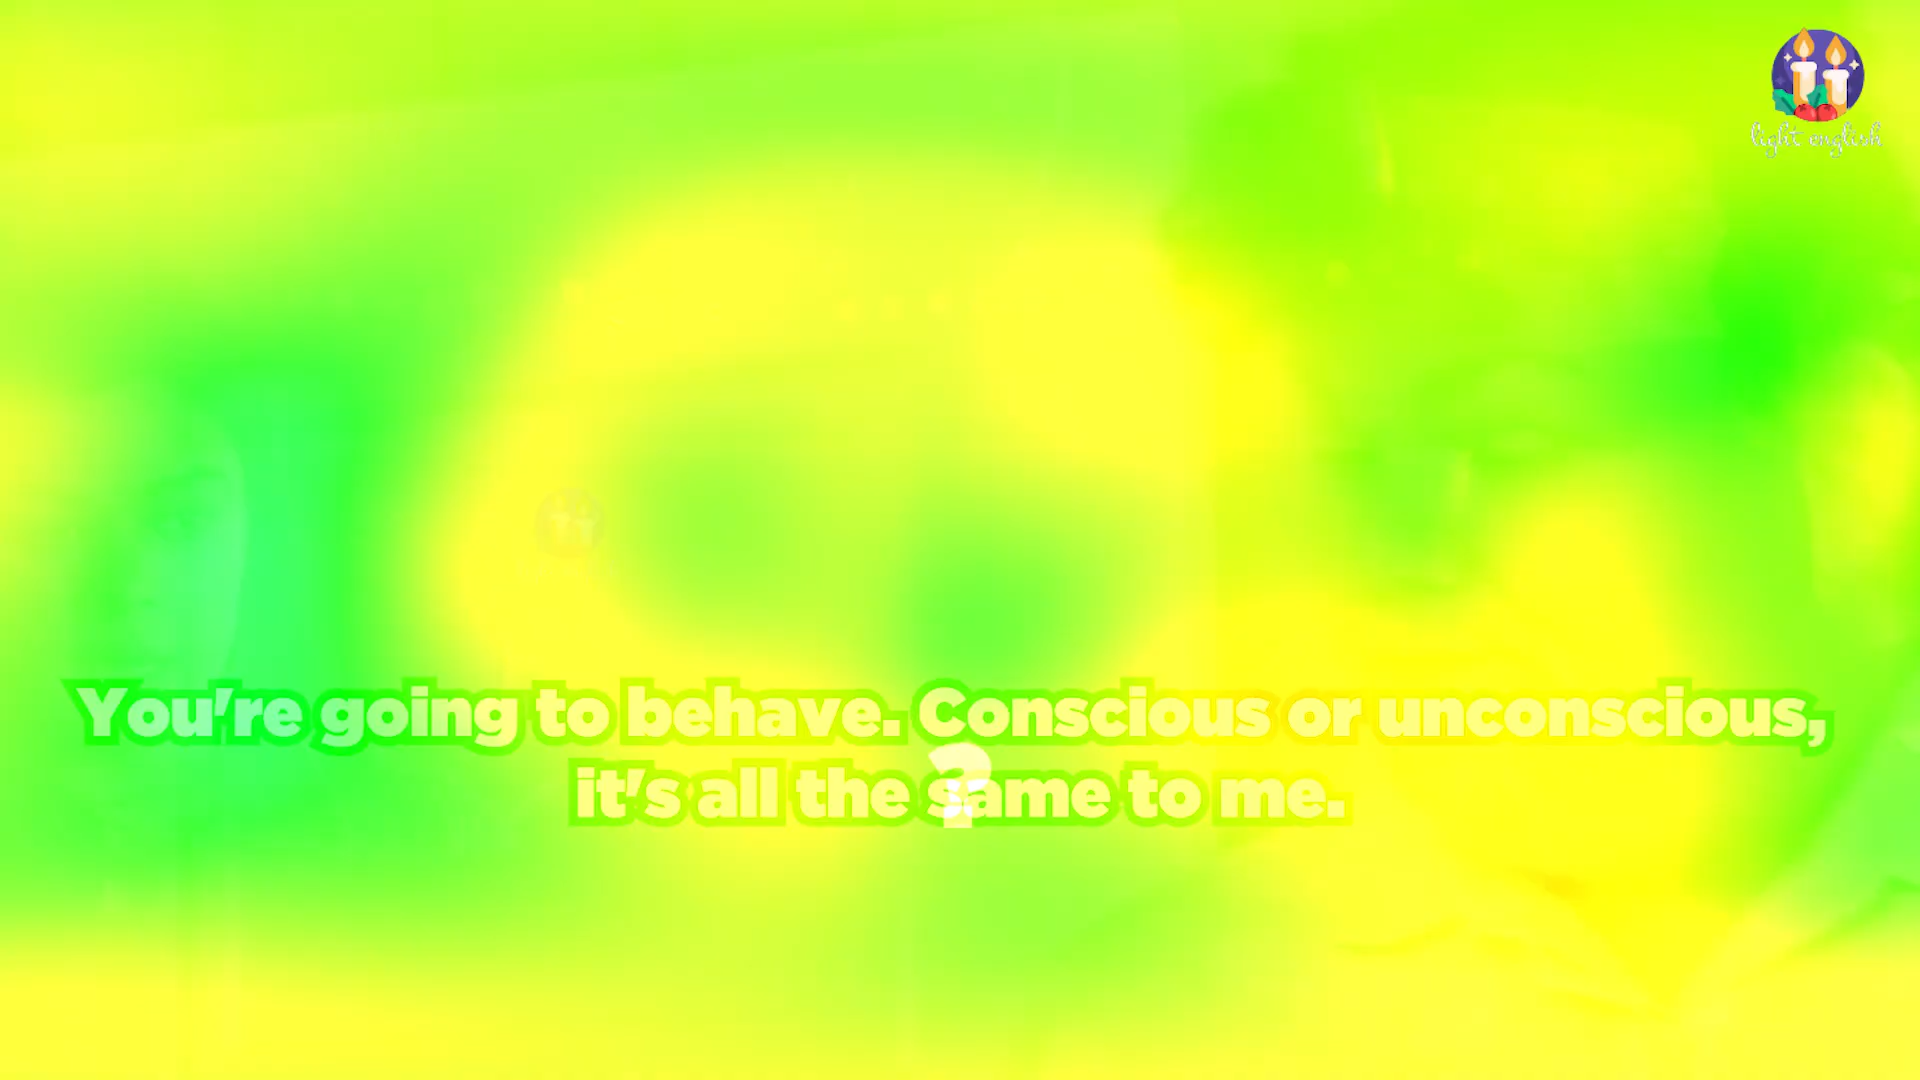 light english
You're going to behave. Conscious or unconscious,
it's all the same to me.
?